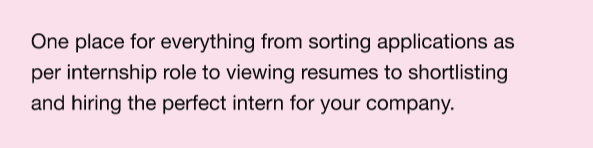 One place for everything from sorting applications as
per internship role to viewing resumes to shortlisting
and hiring the perfect intern for your company.